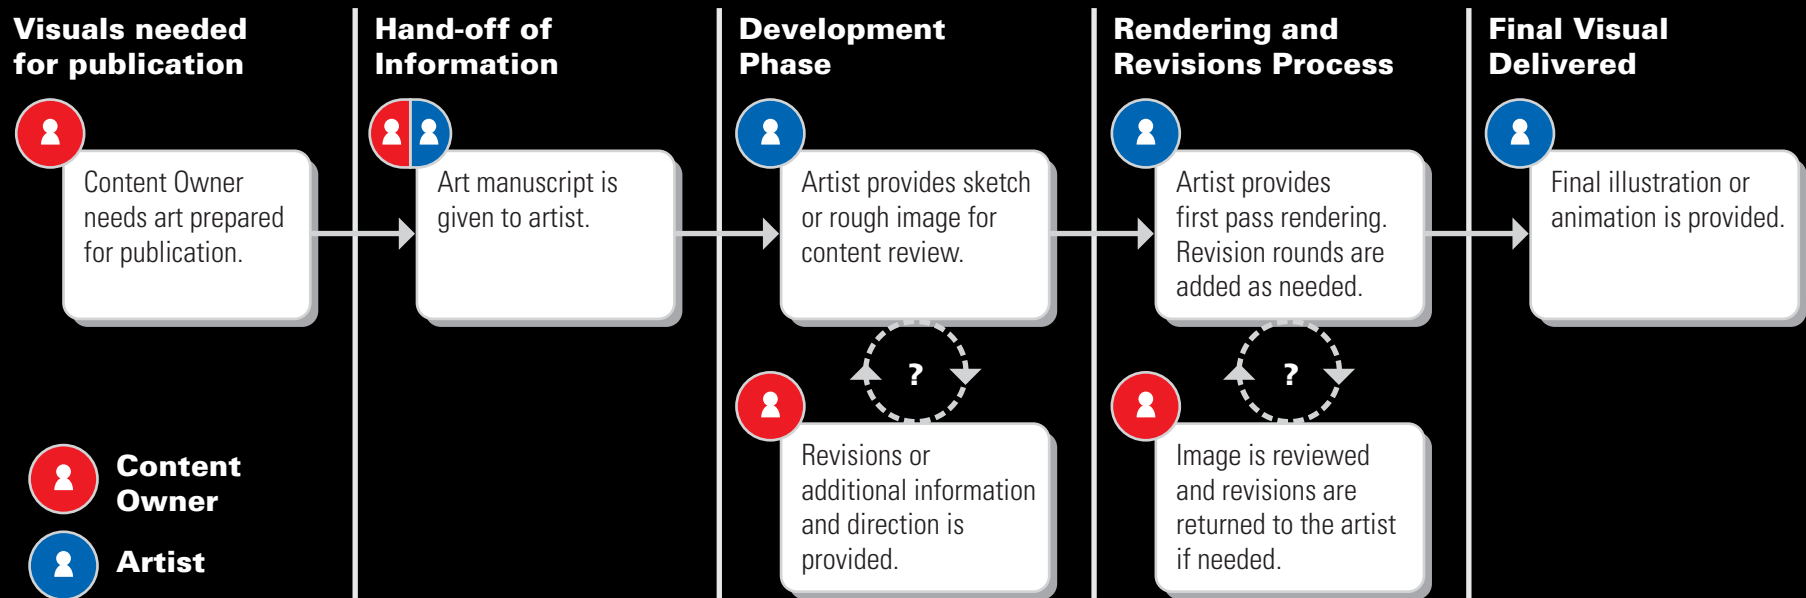 Visuals needed
for publication
Content Owner
needs art prepared
for publication.
Hand-off of
Information
Art manuscript is
given to artist.
Development
Phase
Artist provides sketch
or rough image for
content review.
?
Revisions or
additional information
and direction is
provided.
Rendering and
Revisions Process
Artist provides
first pass rendering.
Revision rounds are
added as needed.
?
Image is reviewed
and revisions are
returned to the artist
if needed.
Final Visual
Delivered
Final illustration or
animation is provided.
Content
Owner
Artist